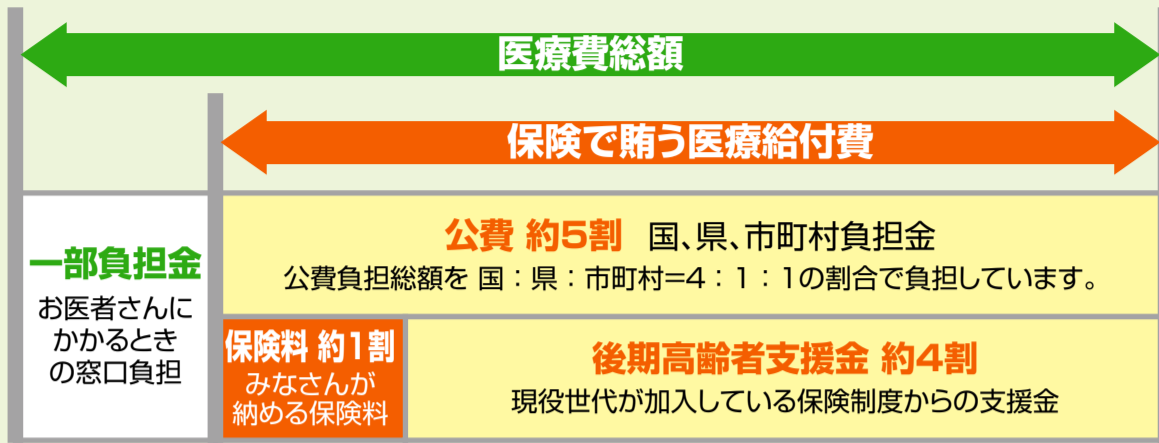 医療費総額
保険で賄う医療給付費
一部負担金
お医者さんに
かかるとき
の窓口負担
公費 約5割 国、県、市町村負担金
公費負担総額を 国：県：市町村=4：1：1の割合で負担しています。
保険料 約1割
みなさんが
納める保険料
後期高齢者支援金 約4割
現役世代が加入している保険制度からの支援金